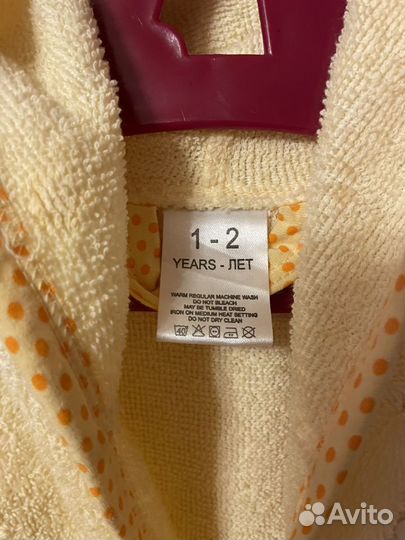 1 - 2
YEARS - ЛЕТ
WARM REGULAR MACHINE WASH
DO NOT BLEACH
MAY BE TUMBLE DRIED
IRON ON MEDIUM HEAT SETTING
DO NOT DRY CLEAN
40
Avito